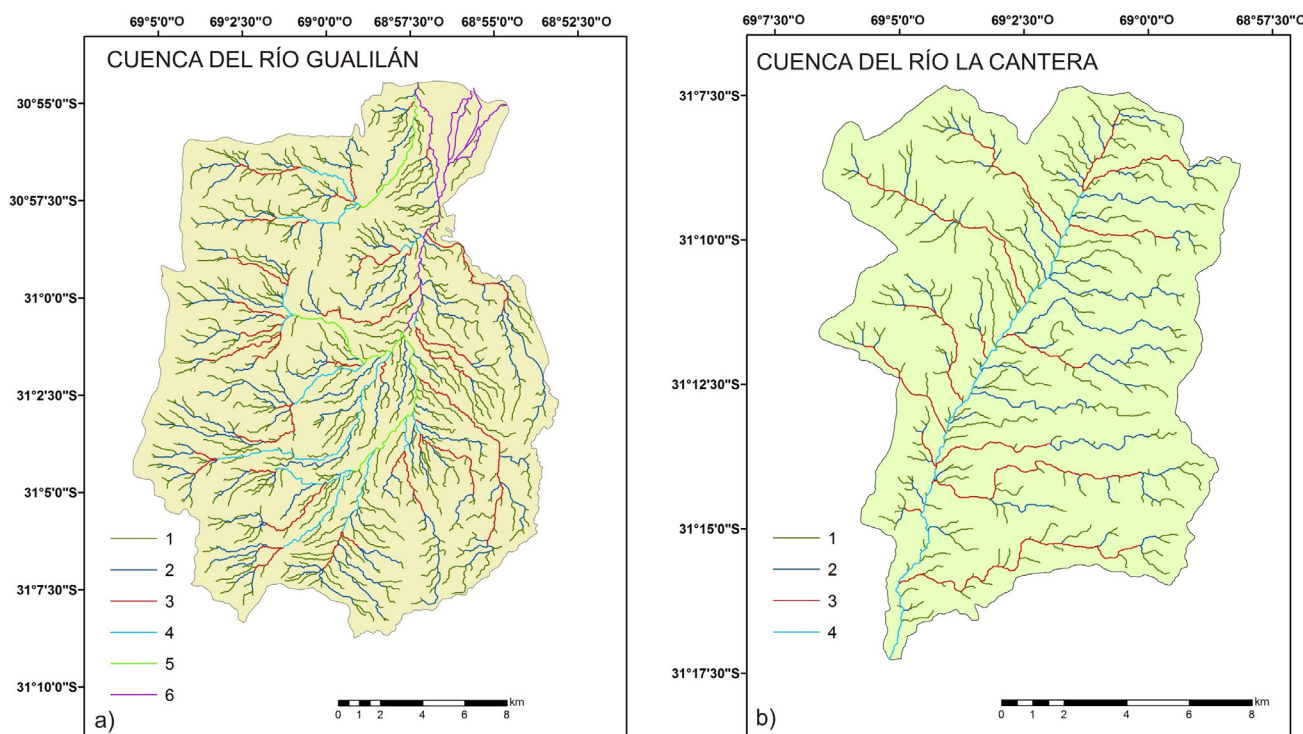 69°5'0"W 69°2'30"S 69°0'0"S 68°57'30"S 68°55'0"S 68°52'30"S
CUENCA DEL RÍO GUALILÁN
30°55'0"S
30°57'30"S
31°0'0"S
31°2'30"S
31°5'0"S
31°7'30"S
31°10'0"S
1
2
3
4
5
6
0 1 2 4 6 8 km
a)
69°7'30"S 69°5'0"S 69°2'30"S 69°0'0"S 68°57'30"S
CUENCA DEL RÍO LA CANTERA
31°7'30"S
31°10'0"S
31°12'30"S
31°15'0"S
31°17'30"S
1
2
3
4
0 1 2 4 6 8 km
b)